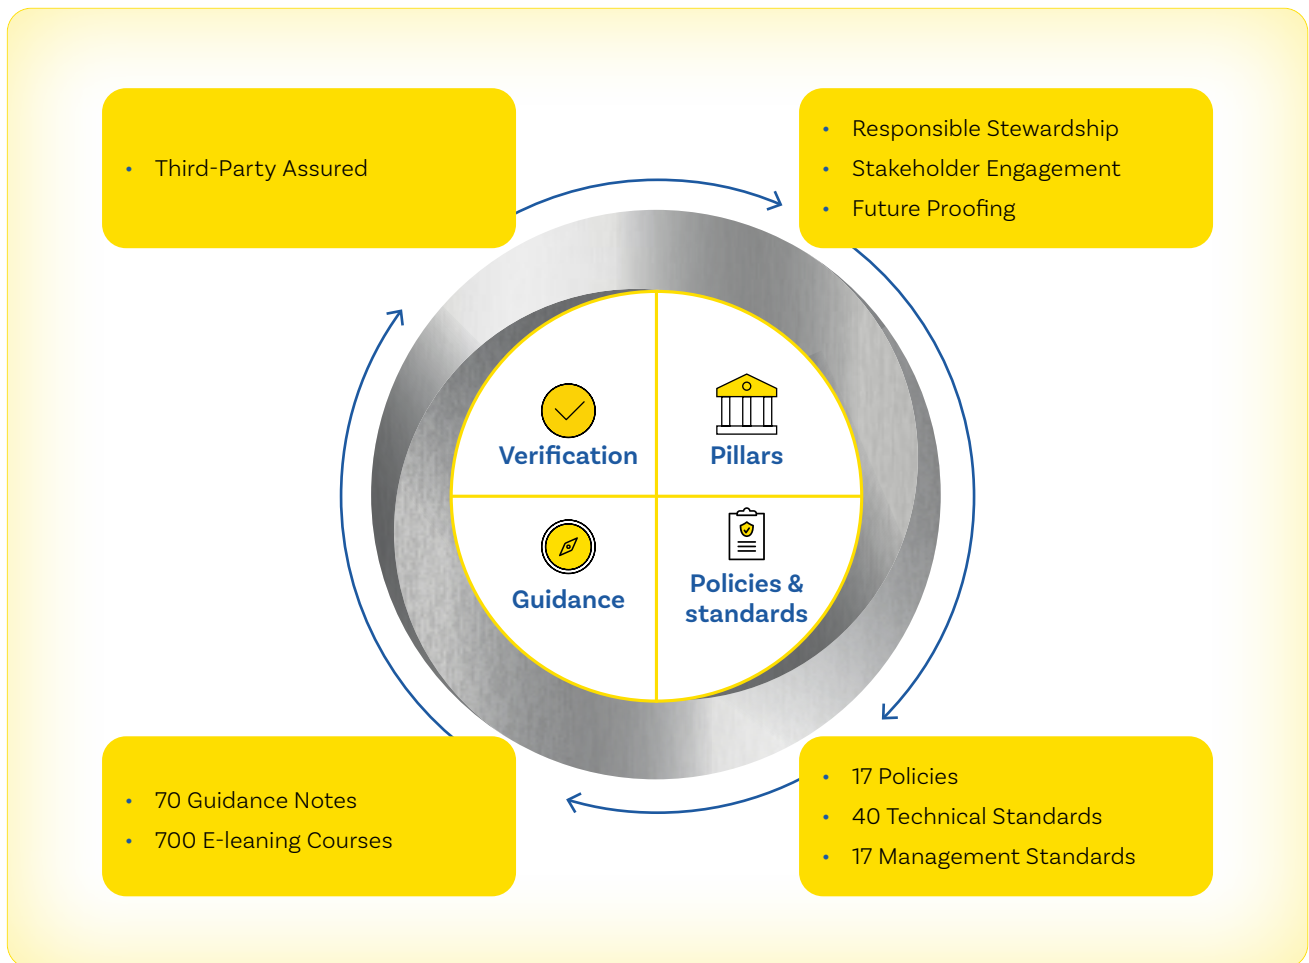 • Third-Party Assured
• Responsible Stewardship
• Stakeholder Engagement
• Future Proofing
Verification
Pillars
Guidance
Policies &
standards
• 70 Guidance Notes
• 700 E-leaning Courses
• 17 Policies
• 40 Technical Standards
• 17 Management Standards